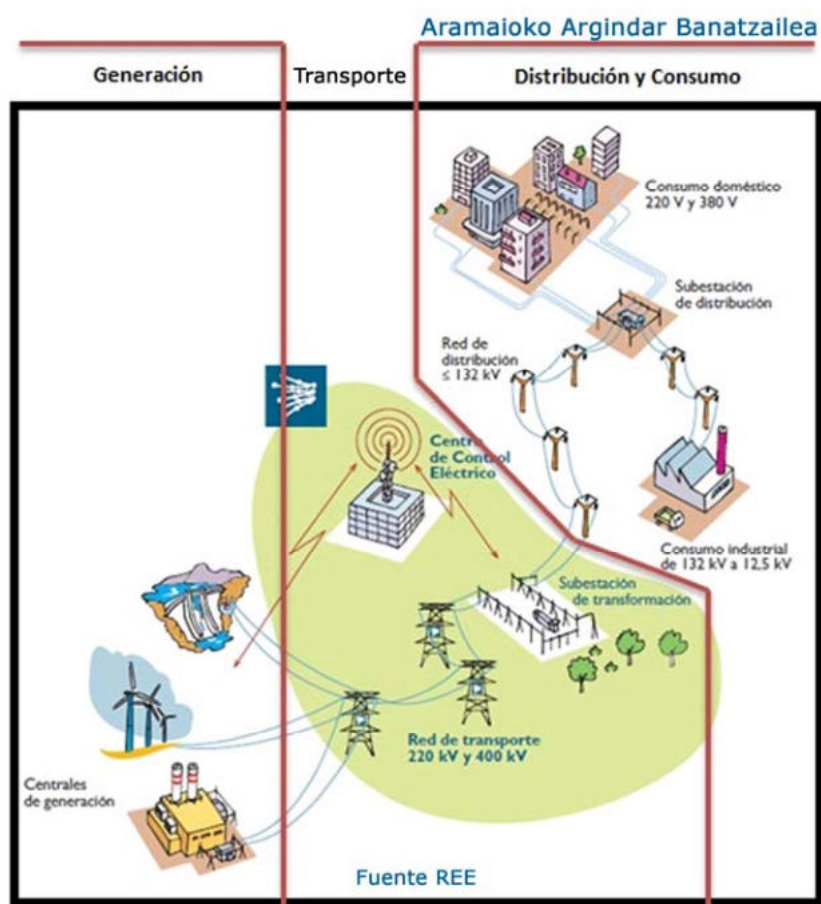 Aramaioko Argindar Banatzailea
Generación
Transporte
Distribución y Consumo
Consumo doméstico
220 V y 380 V
Subestación
de distribución
Red de
distribución
≤ 132 kV
Centro
de Control
Eléctrico
Consumo industrial
de 132 kV a 12,5 kV
Subestación
de transformación
Red de transporte
220 kV y 400 kV
Centrales
de generación
Fuente REE